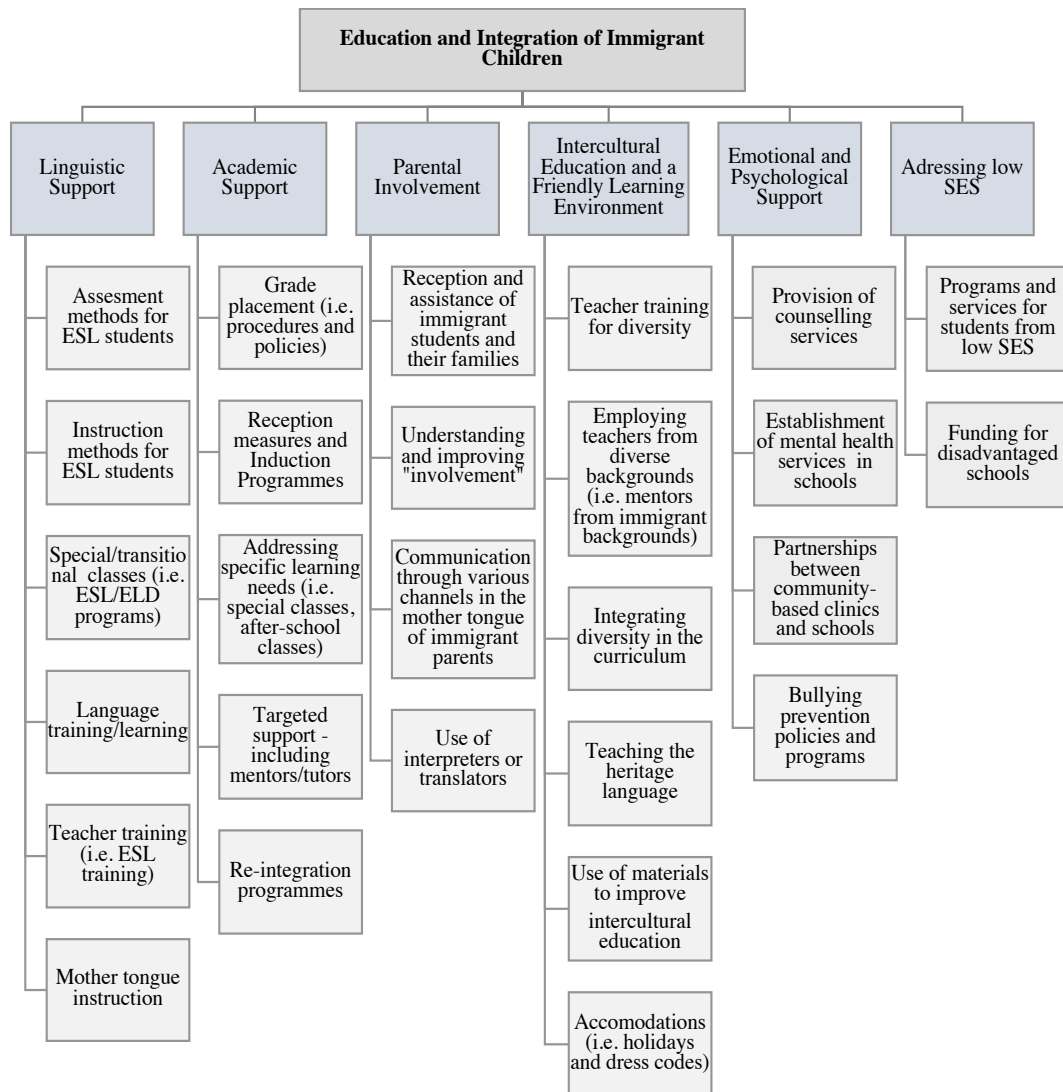 Education and Integration of Immigrant
Children
Linguistic
Support
Assesment
methods for
ESL students
Instruction
methods for
ESL students
Special/transitio
nal classes (i.e.
ESL/ELD
programs)
Language
training/learning
Teacher training
(i.e. ESL
training)
Mother tongue
instruction
Academic
Support
Grade
placement (i.e.
procedures and
policies)
Reception
measures and
Induction
Programmes
Addressing
specific learning
needs (i.e.
special classes,
after-school
classes)
Targeted
support -
including
mentors/tutors
Re-integration
programmes
Parental
Involvement
Reception and
assistance of
immigrant
students and
their families
Understanding
and improving
"involvement"
Communication
through various
channels in the
mother tongue
of immigrant
parents
Use of
interpreters or
translators
Intercultural
Education and a
Friendly Learning
Environment
Teacher training
for diversity
Employing
teachers from
diverse
backgrounds
(i.e. mentors
from immigrant
backgrounds)
Integrating
diversity in the
curriculum
Teaching the
heritage
language
Use of materials
to improve
intercultural
education
Accomodations
(i.e. holidays
and dress codes)
Emotional and
Psychological
Support
Provision of
counselling
services
Establishment
of mental health
services in
schools
Partnerships
between
community-
based clinics
and schools
Bullying
prevention
policies and
programs
Adressing low
SES
Programs and
services for
students from
low SES
Funding for
disadvantaged
schools